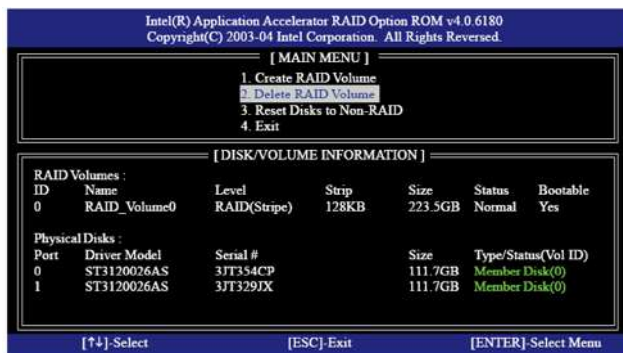 Intel(R) Application Accelerator RAID Option ROM v4.0.6180
Copyright(C) 2003-04 Intel Corporation. All Rights Reversed.
[ MAIN MENU ]
1. Create RAID Volume
2. Delete RAID Volume
3. Reset Disks to Non-RAID
4. Exit
[ DISK/VOLUME INFORMATION ]
RAID Volumes :
ID Name Level Strip Size Status Bootable
0 RAID_Volume0 RAID(Stripe) 128KB 223.5GB Normal Yes
Physical Disks :
Port Driver Model Serial # Size Type/Status(Vol ID)
0 ST3120026AS 3JT354CP 111.7GB Member Disk(0)
1 ST3120026AS 3JT329JX 111.7GB Member Disk(0)
[↑↓]-Select [ESC]-Exit [ENTER]-Select Menu